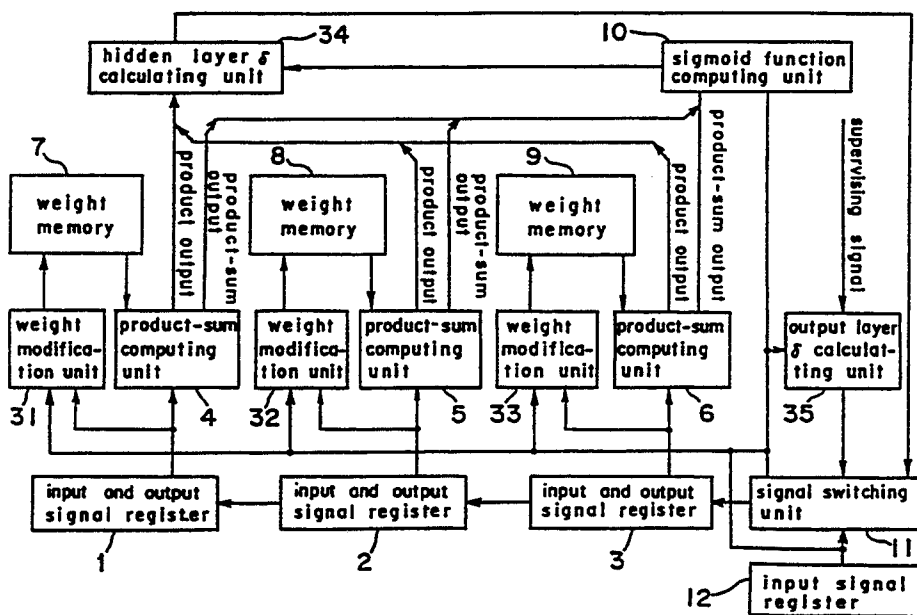 34
hidden layer δ
calculating unit
10
sigmoid function
computing unit
7
weight
memory
product output
product-sum
output
8
weight
memory
product output
product-sum
output
9
weight
memory
product output
product-sum output
supervising signal
weight
modifica-
tion unit
31
product-sum
computing
unit
4
weight
modifica-
tion unit
32
product-sum
computing
unit
5
weight
modifica-
tion unit
33
product-sum
computing
unit
6
output layer
δ calculat-
ing unit
35
input and output
signal register
1
input and output
signal register
2
input and output
signal register
3
signal switching
unit
11
12
input signal
register